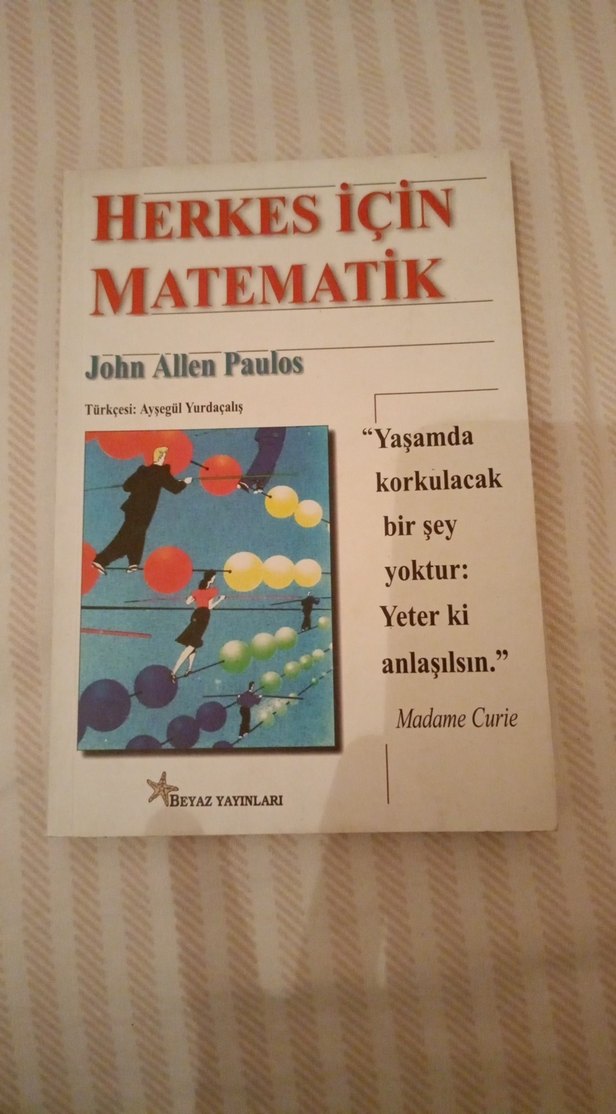 HERKES İÇİN
MATEMATİK
John Allen Paulos
Türkçesi: Ayşegül Yurdaçalış
“Yaşamda
korkulacak
bir şey
yoktur:
Yeter ki
anlaşılsın.”
Madame Curie
BEYAZ YAYINLARI